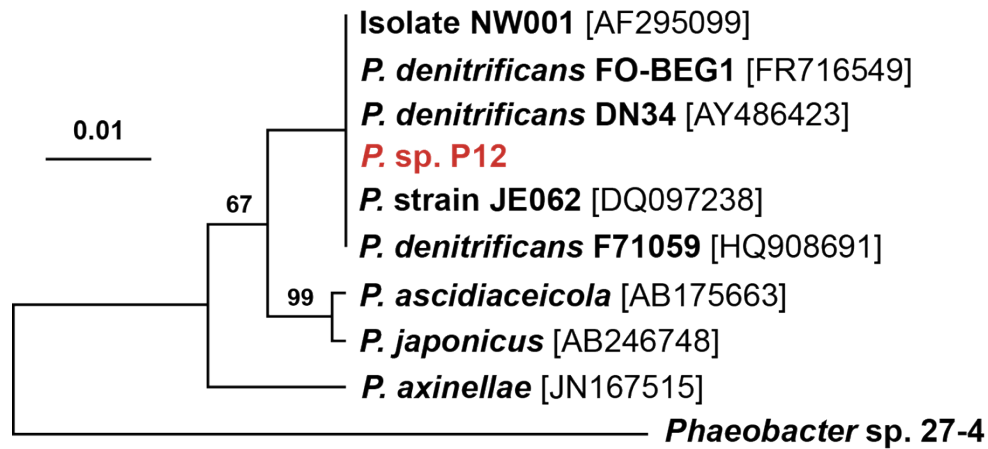 Isolate NW001 [AF295099]
P. denitrificans FO-BEG1 [FR716549]
P. denitrificans DN34 [AY486423]
0.01
P. sp. P12
P. strain JE062 [DQ097238]
67
P. denitrificans F71059 [HQ908691]
99
P. ascidiaceicola [AB175663]
P. japonicus [AB246748]
P. axinellae [JN167515]
Phaeobacter sp. 27-4